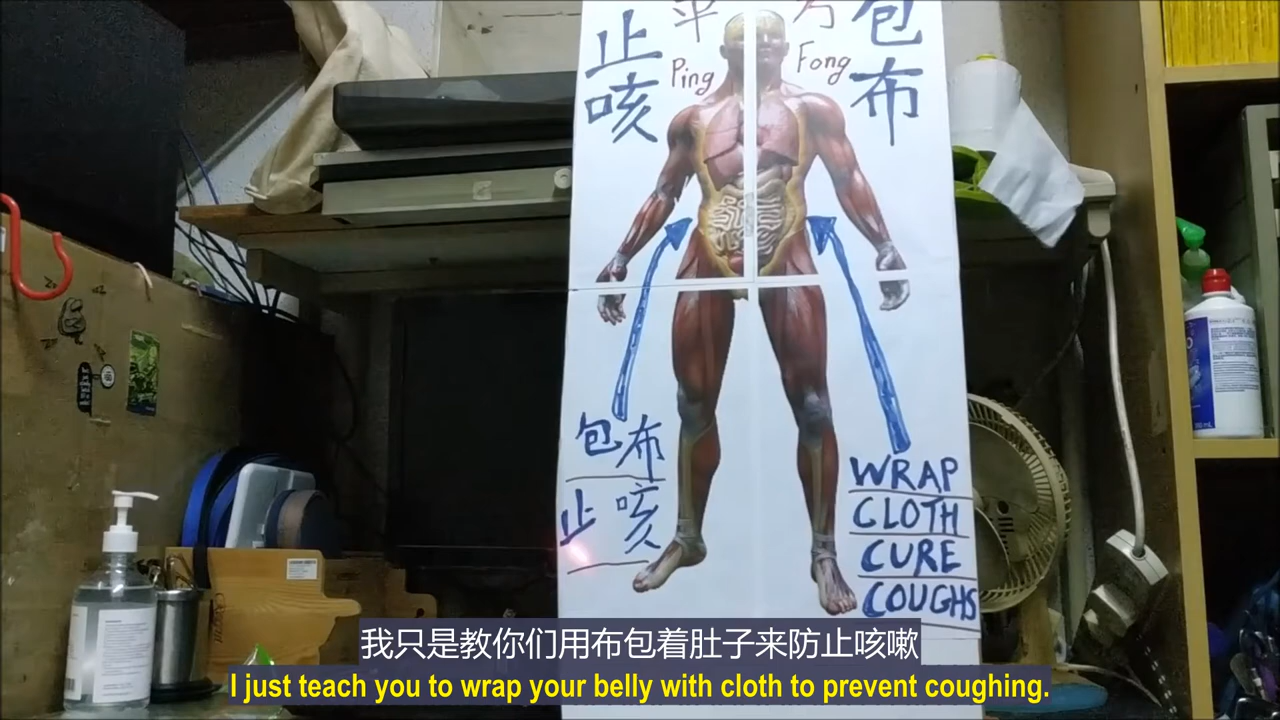 止咳
平
Ping
方
Fong
包布
包布
止咳
WRAP
CLOTH
CURE
COUGHS
我只是教你们用布包着肚子来防止咳嗽
I just teach you to wrap your belly with cloth to prevent coughing.